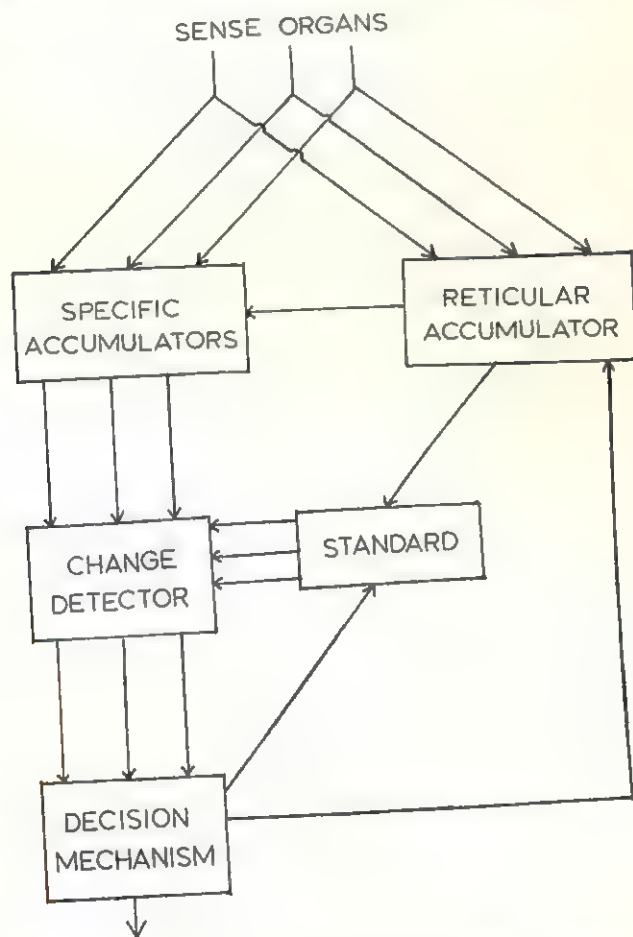 SENSE ORGANS
SPECIFIC
ACCUMULATORS
RETICULAR
ACCUMULATOR
CHANGE
DETECTOR
STANDARD
DECISION
MECHANISM